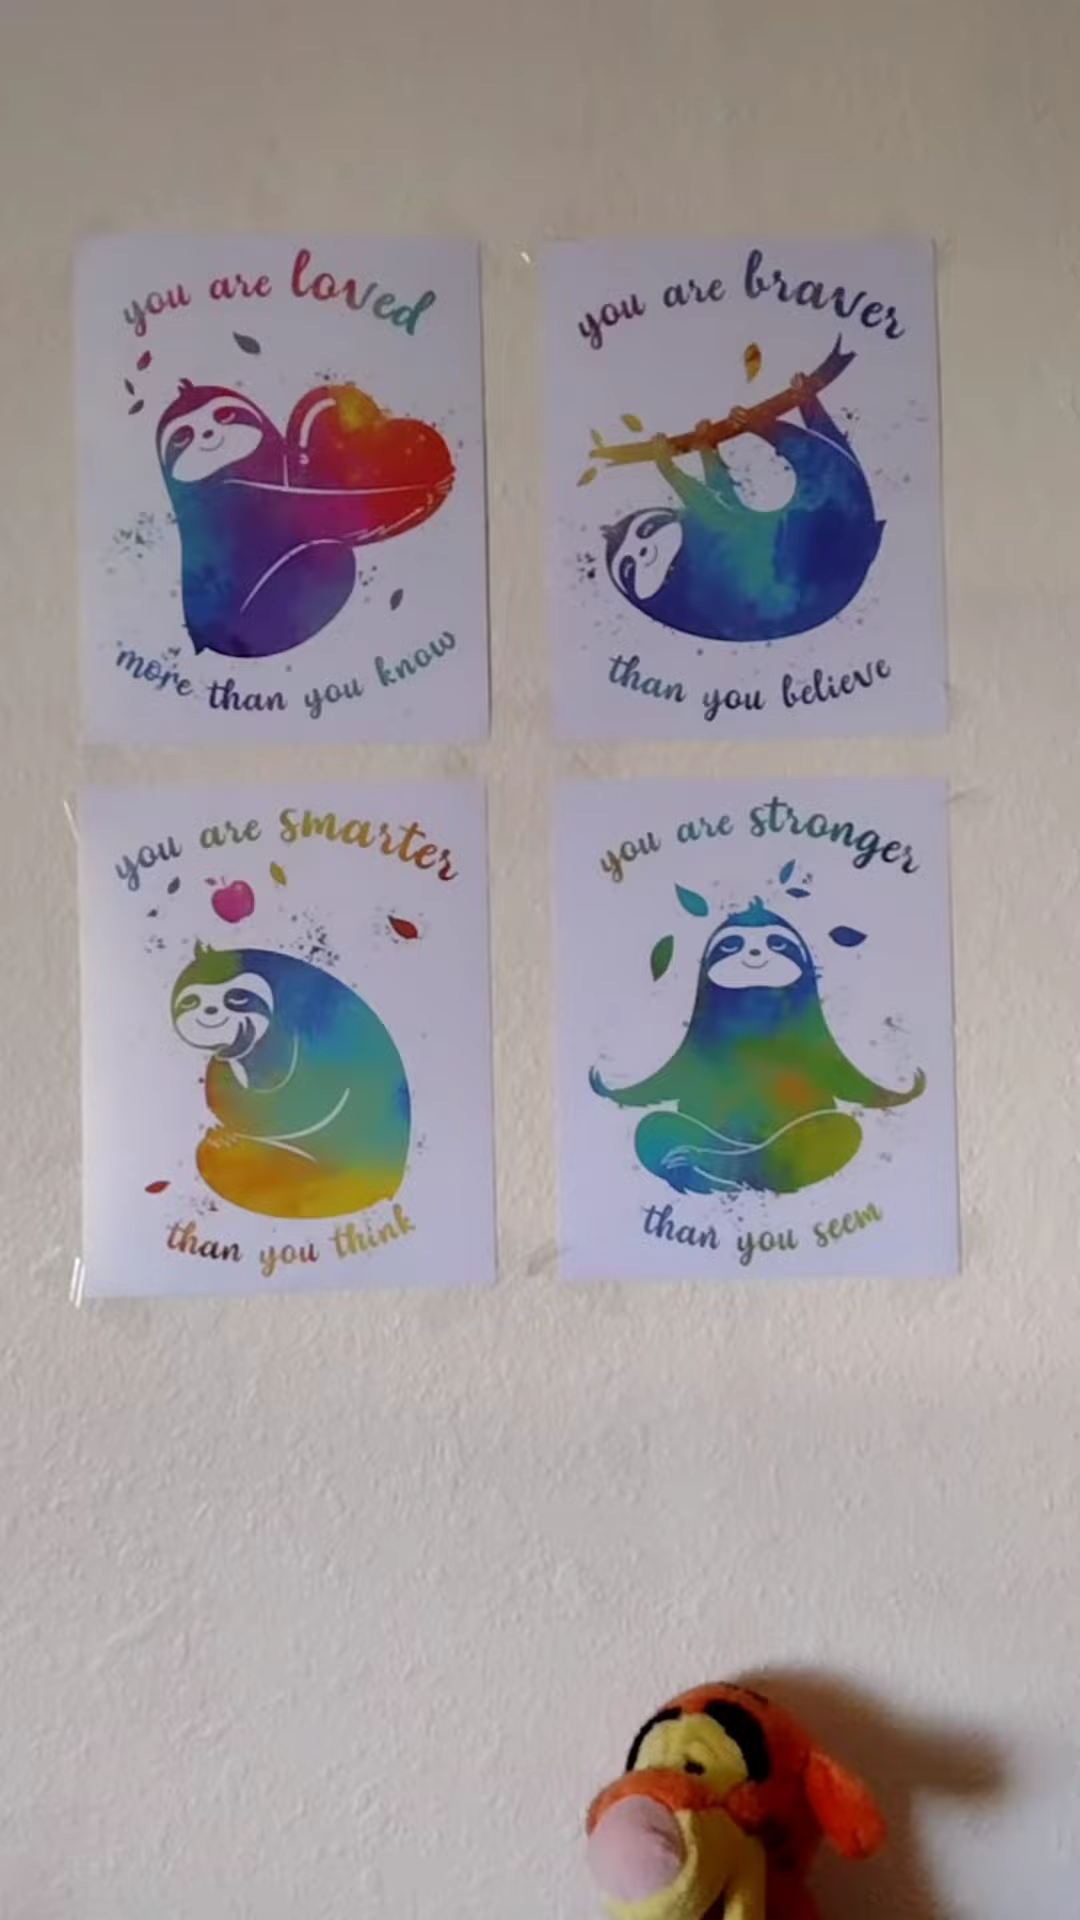 you are loved
more than you know
you are braver
than you believe
you are smarter
than you think
you are stronger
than you seem